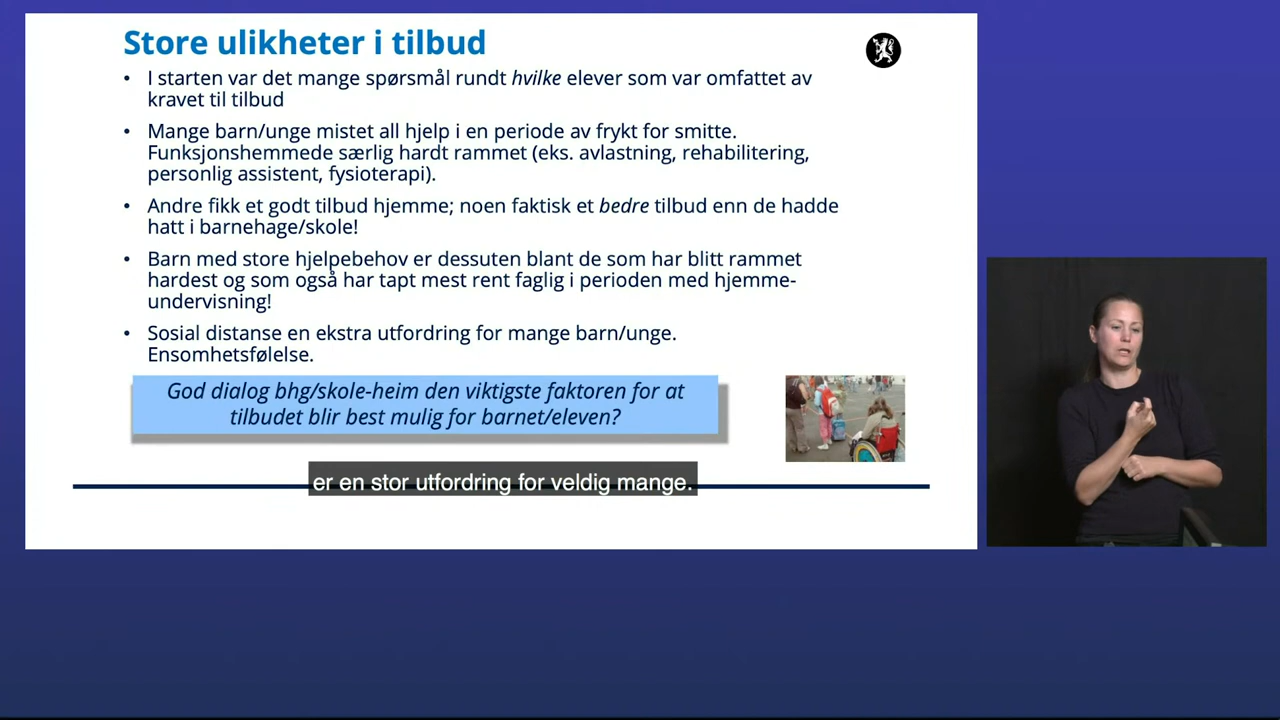 Store ulikheter i tilbud
• I starten var det mange spørsmål rundt hvilke elever som var omfattet av
kravet til tilbud
• Mange barn/unge mistet all hjelp i en periode av frykt for smitte.
Funksjonshemmede særlig hardt rammet (eks. avlastning, rehabilitering,
personlig assistent, fysioterapi).
• Andre fikk et godt tilbud hjemme; noen faktisk et bedre tilbud enn de hadde
hatt i barnehage/skole!
• Barn med store hjelpebehov er dessuten blant de som har blitt rammet
hardest og som også har tapt mest rent faglig i perioden med hjemme-
undervisning!
• Sosial distanse en ekstra utfordring for mange barn/unge.
Ensomhetsfølelse.
God dialog bhg/skole-heim den viktigste faktoren for at
tilbudet blir best mulig for barnet/eleven?
er en stor utfordring for veldig mange.